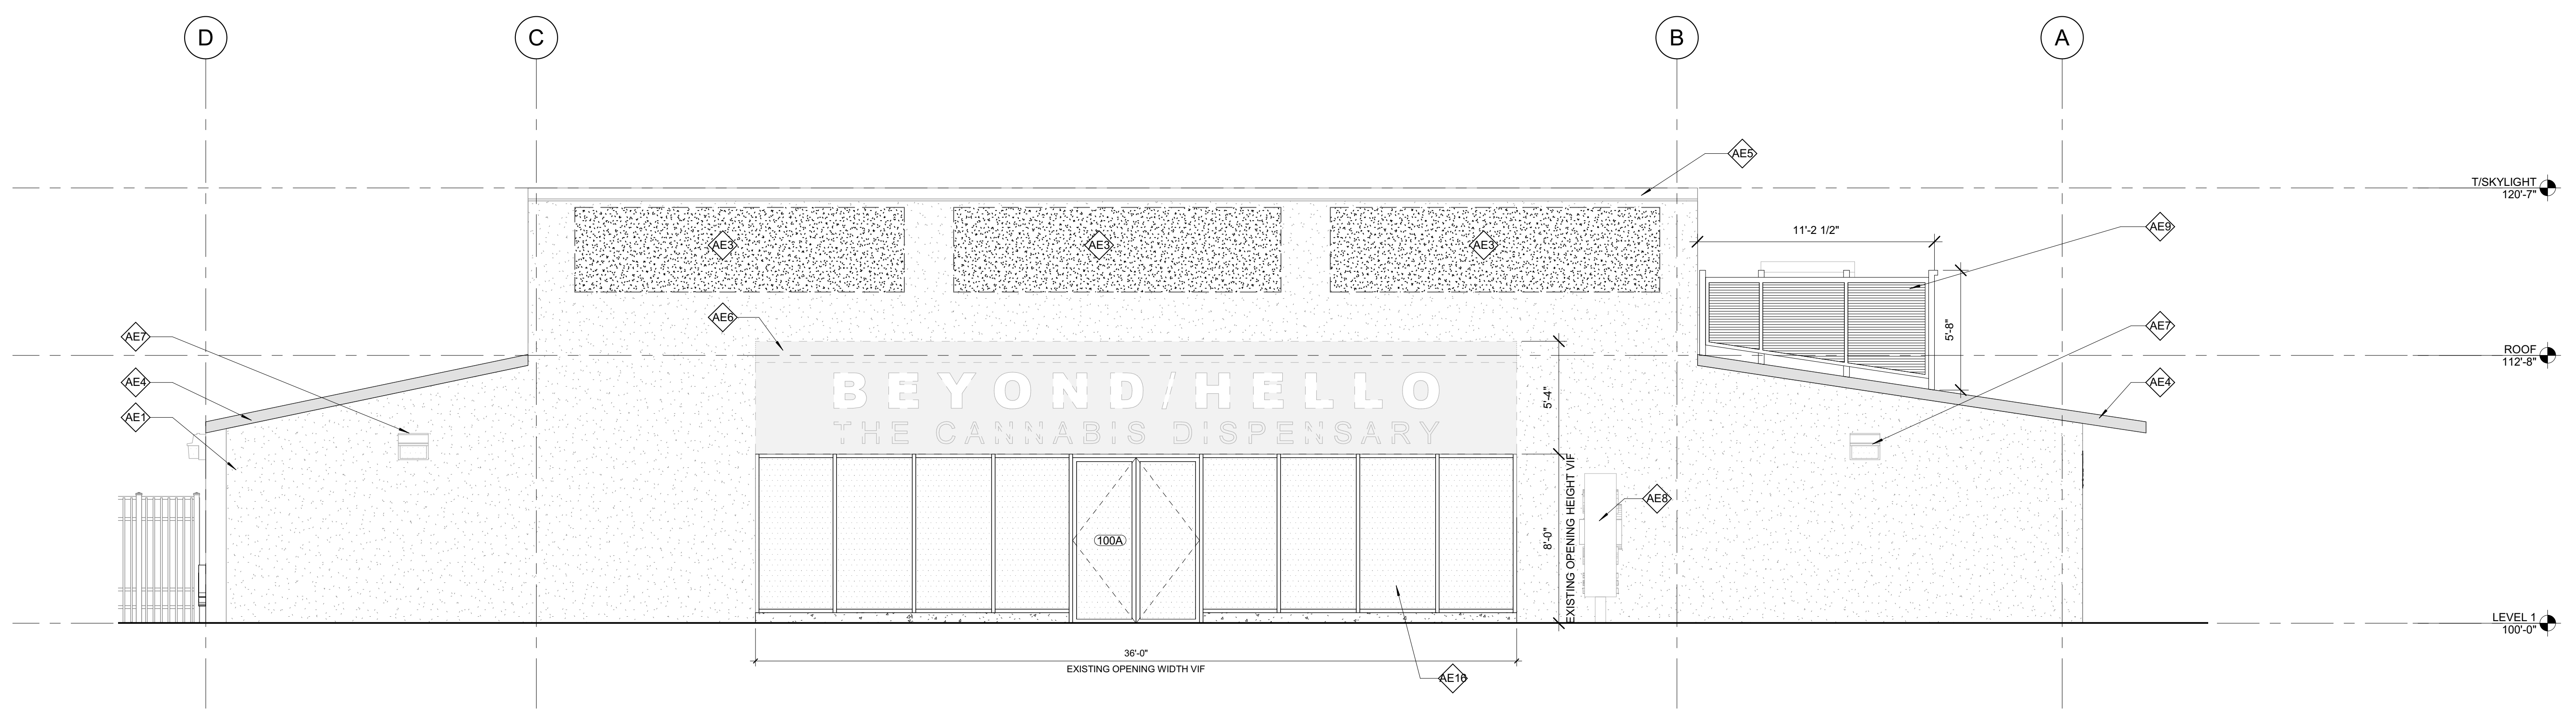 D
C
B
A
AE5
T/SKYLIGHT
120'-7"
11'-2 1/2"
AE9
AE3
AE3
AE3
AE6
AE7
AE7
5'-8"
ROOF
112'-8"
AE4
AE4
AE1
BEYOND/HELLO
THE CANNABIS DISPENSARY
5'-4"
8'-0"
EXISTING OPENING HEIGHT VIF
AE8
100A
LEVEL 1
100'-0"
36'-0"
EXISTING OPENING WIDTH VIF
AE16